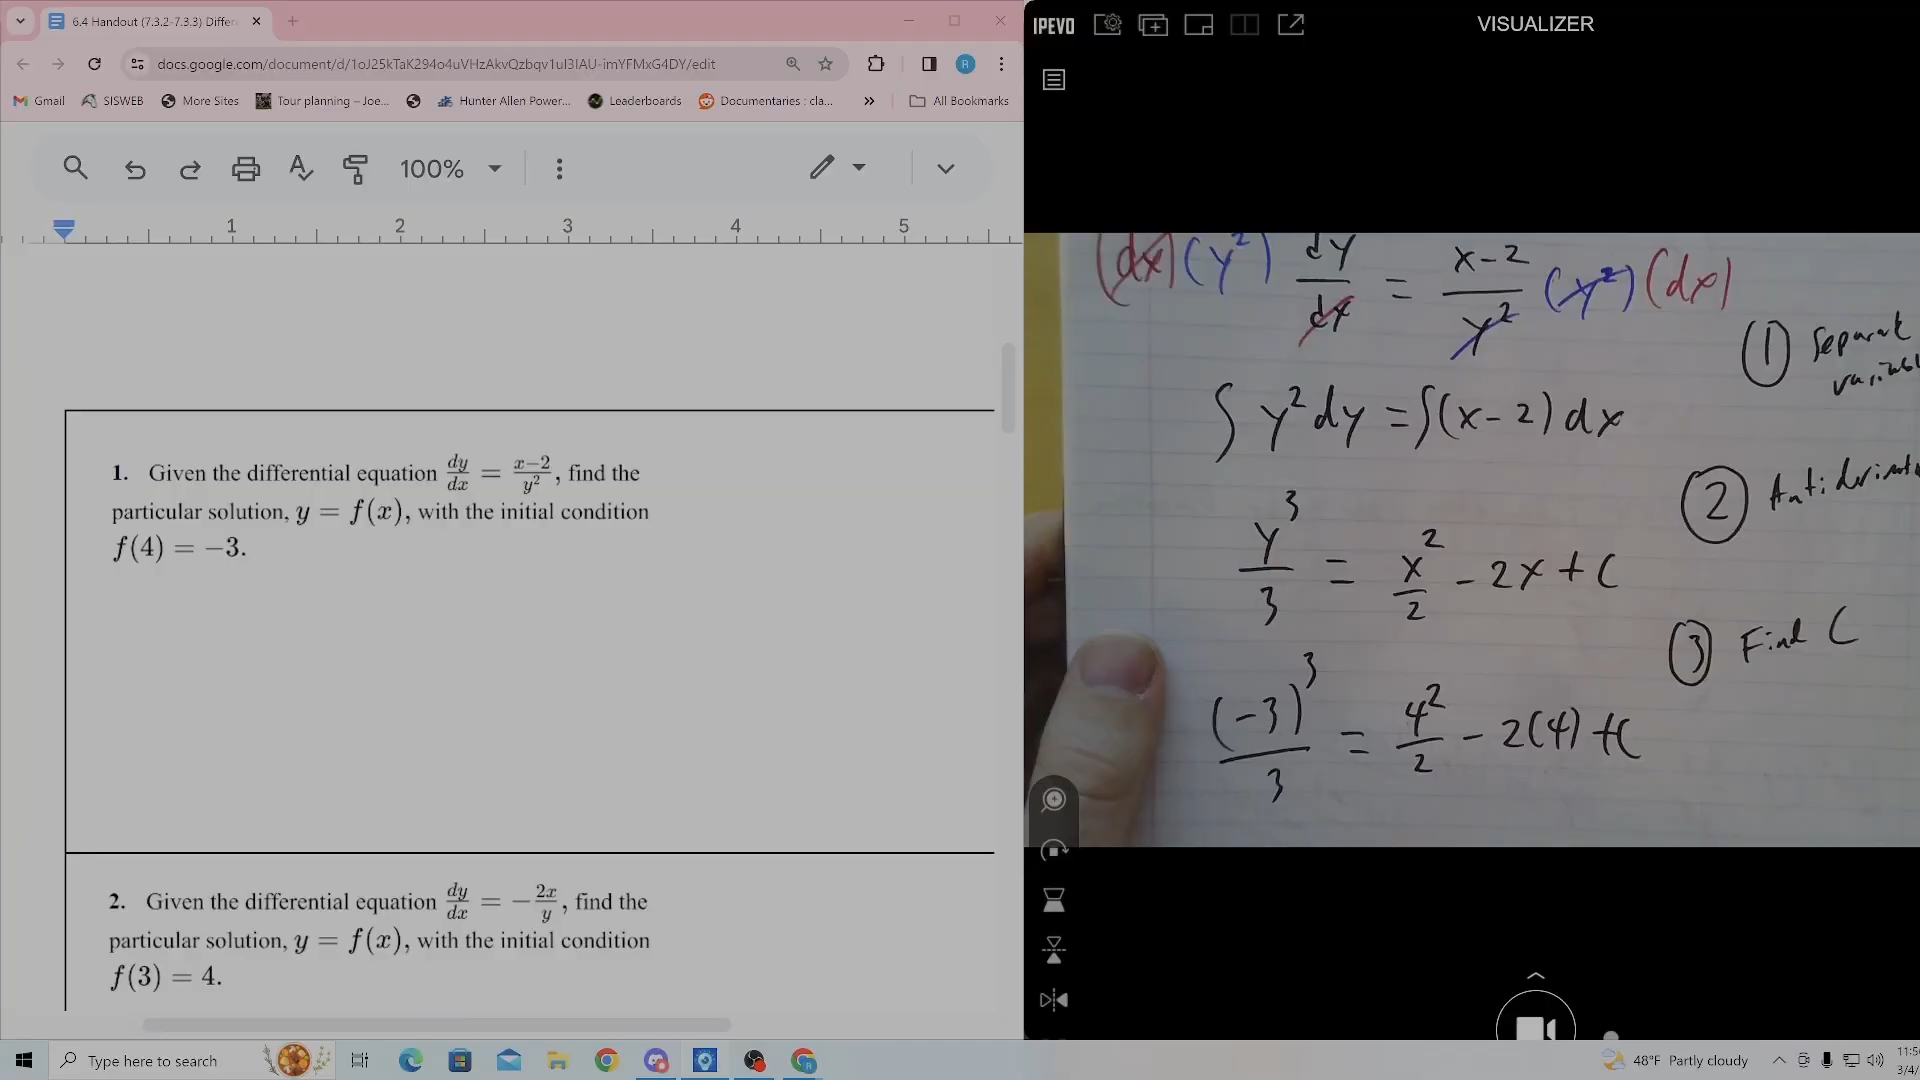 6.4 Handout (7.3.2-7.3.3) Differ
docs.google.com/document/d/1oJ25kTaK294o4uVHzAkvQzbqv1uI3IAU-imYFMxG4DY/edit
R
Gmail SISWEB More Sites Tour planning – Joe... Hunter Allen Power... Leaderboards Documentaries : cla... » All Bookmarks
100%
1 2 3 4 5
1. Given the differential equation dy/dx = x−2/y², find the
particular solution, y = f(x), with the initial condition
f(4) = −3.
2. Given the differential equation dy/dx = −2x/y, find the
particular solution, y = f(x), with the initial condition
f(3) = 4.
IPEVO
VISUALIZER
(dx)(y²) dy/dx = x-2/y² (y²)(dx)
① Separate
∫ y²dy = ∫(x-2) dx
②
y³/3 = x²/2 - 2x + C
③ Find C
(-3)³/3 = 4²/2 - 2(4) + C
Type here to search
48°F Partly cloudy